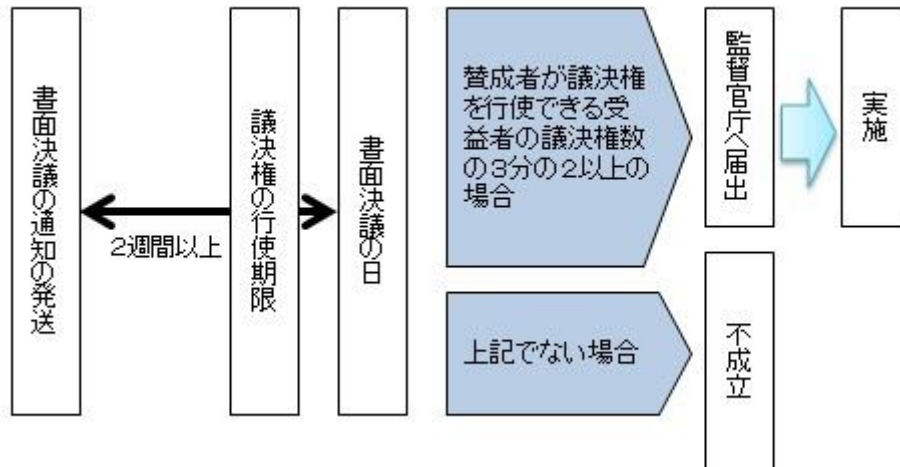 書面決議の通知の発送
2週間以上
議決権の行使期限
書面決議の日
賛成者が議決権
を行使できる受
益者の議決権数
の3分の2以上の
場合
監督官庁へ届出
実施
上記でない場合
不成立